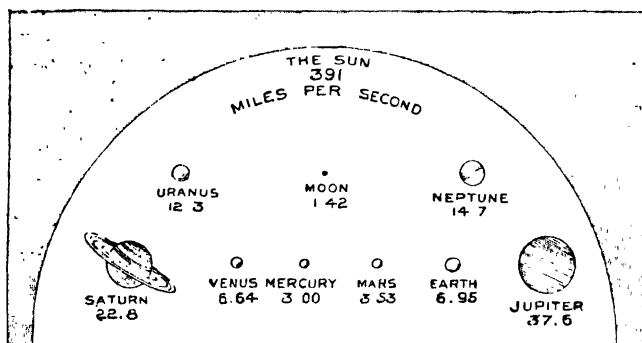 THE SUN
391
MILES PER SECOND
URANUS
12 3
MOON
1 42
NEPTUNE
14 7
SATURN
22.8
VENUS
6.64
MERCURY
3 00
MARS
3 53
EARTH
6.95
JUPITER
37.6